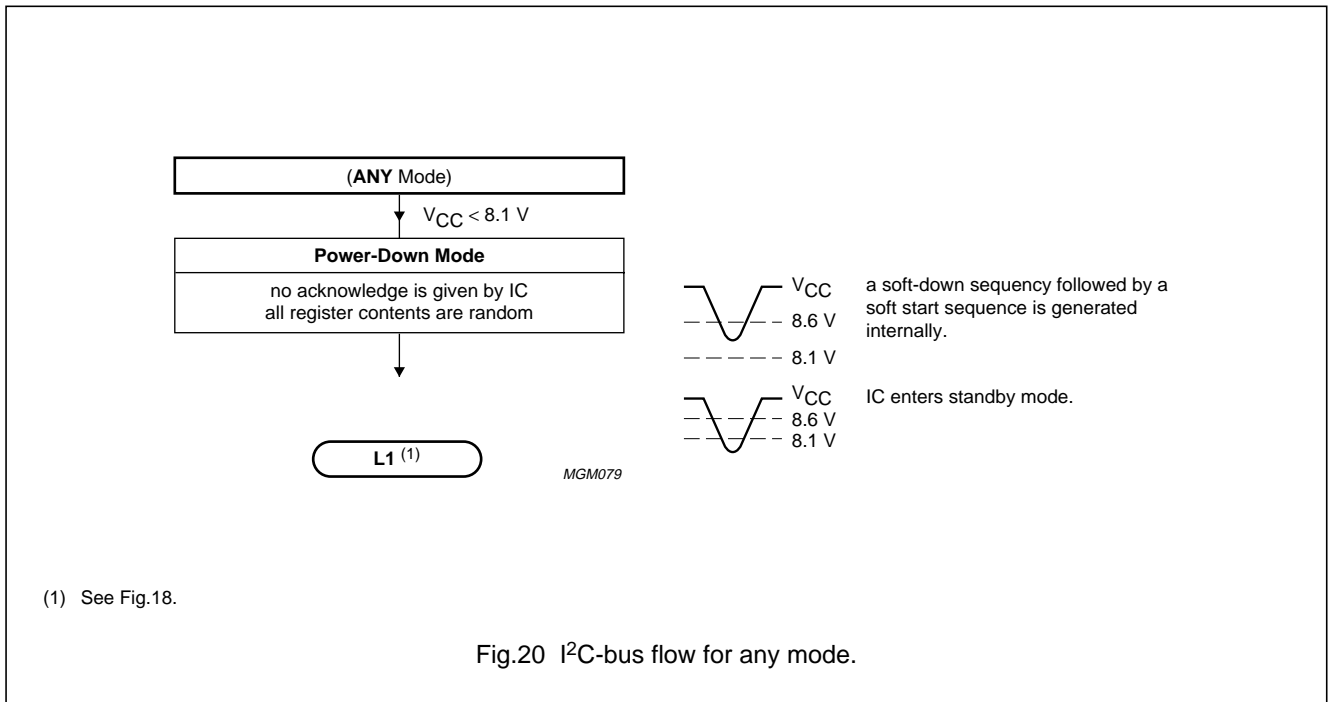 (ANY Mode)
VCC < 8.1 V
Power-Down Mode
no acknowledge is given by IC
all register contents are random
L1 (1)
MGM079
VCC
8.6 V
8.1 V
a soft-down sequency followed by a
soft start sequence is generated
internally.
VCC
8.6 V
8.1 V
IC enters standby mode.
(1) See Fig.18.
Fig.20 I²C-bus flow for any mode.